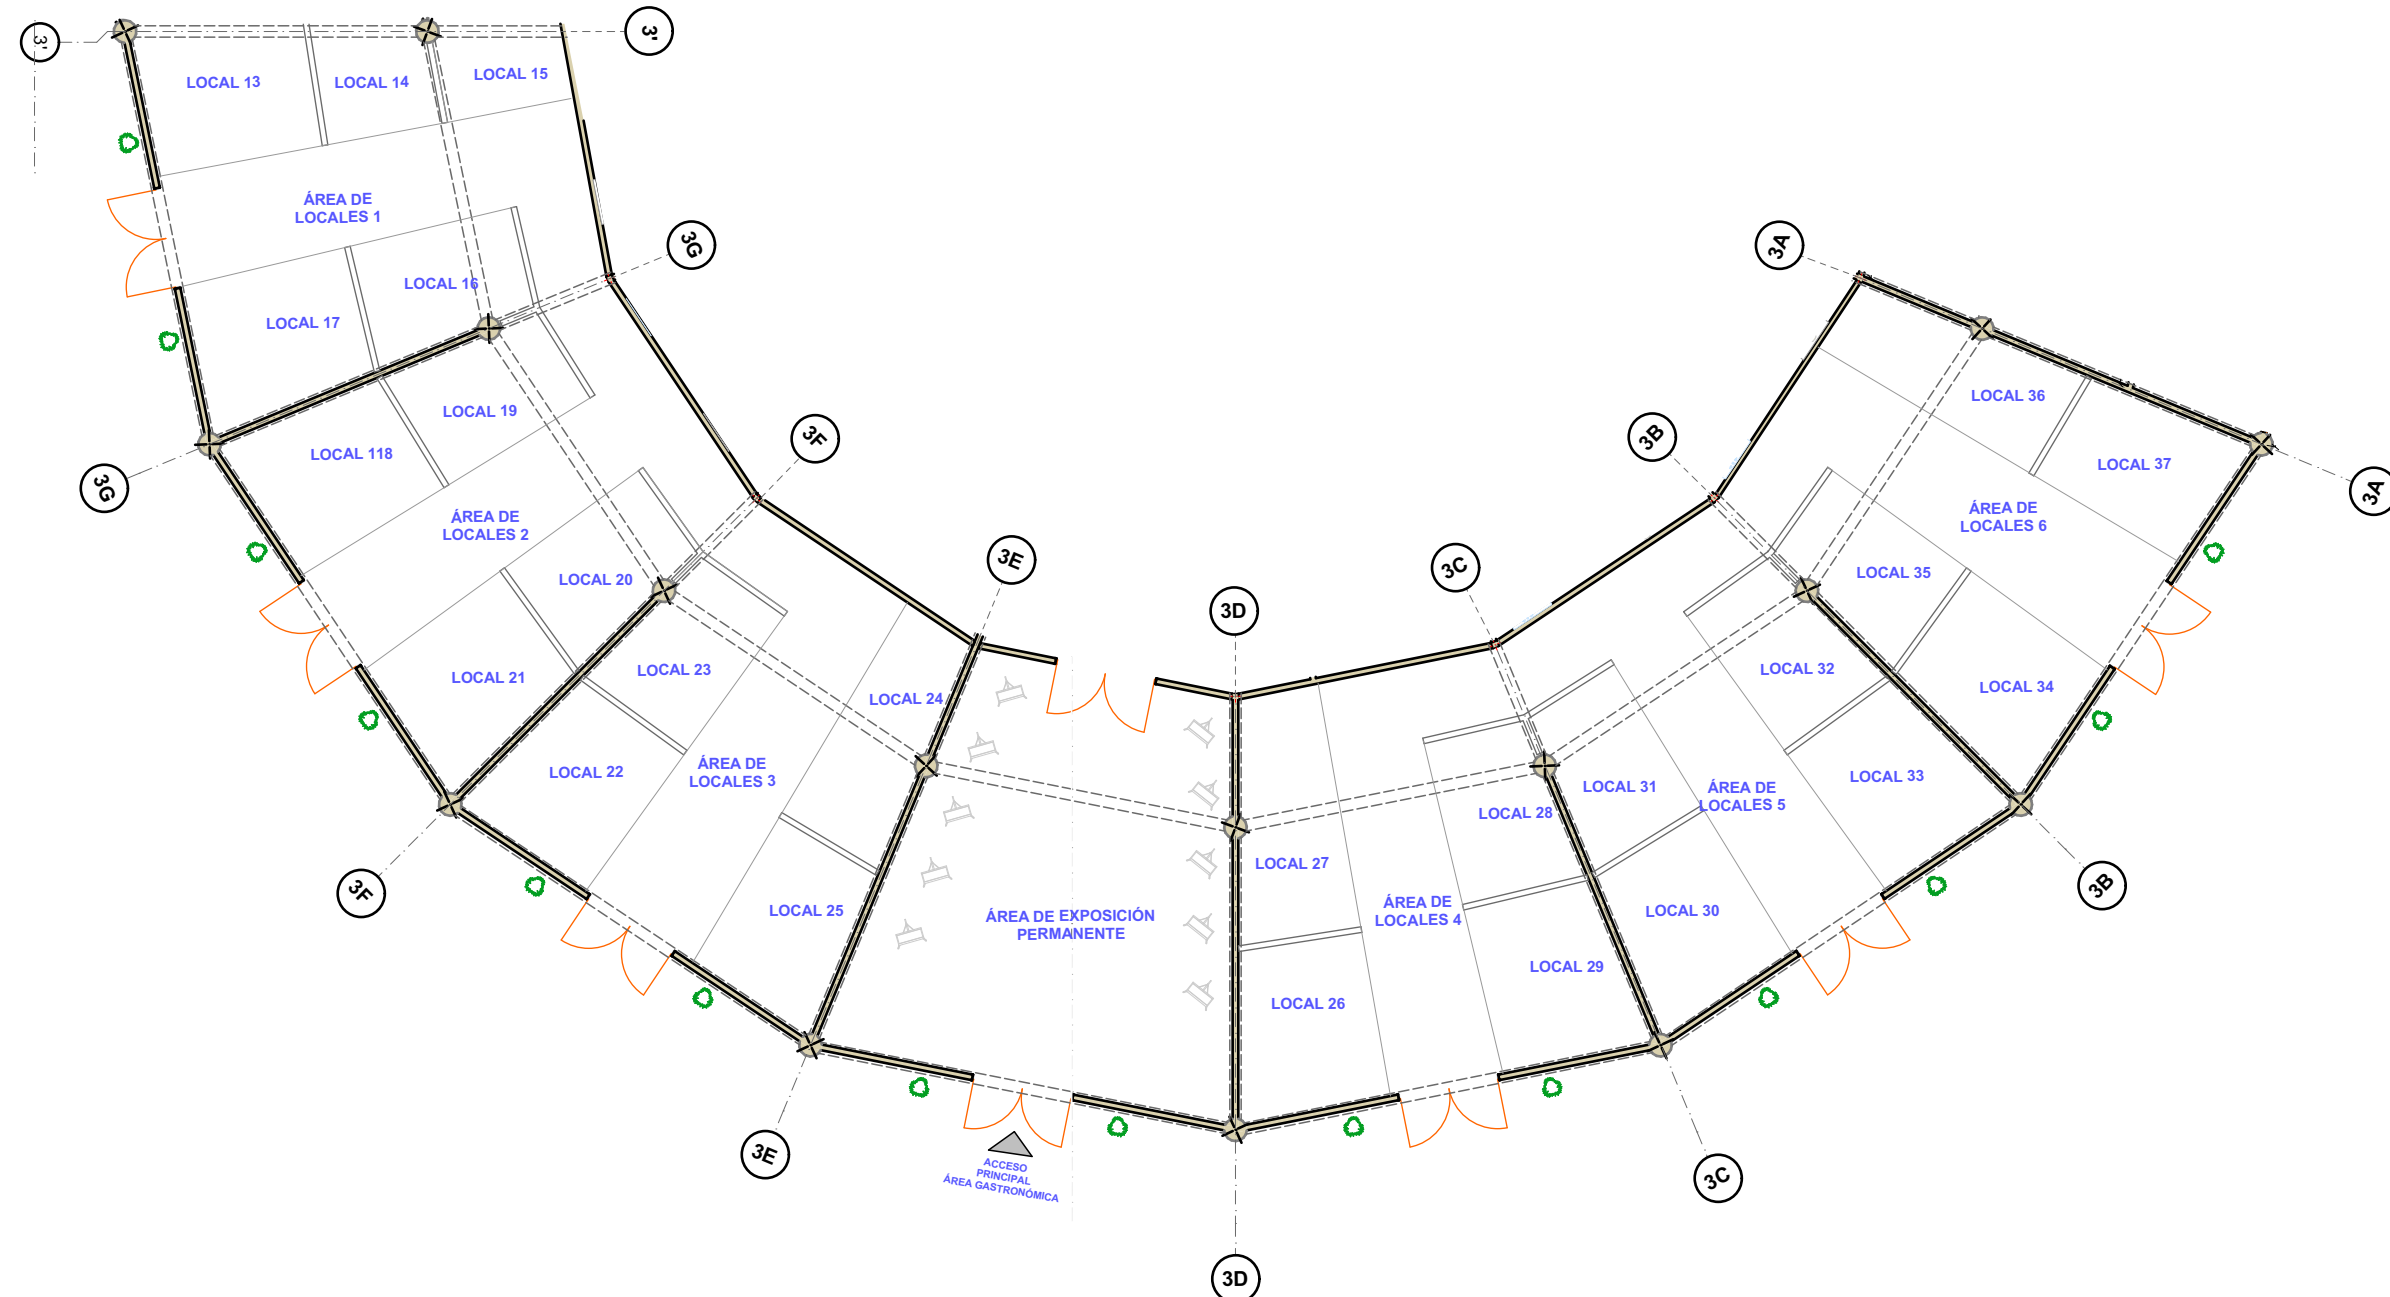 3'
3'
LOCAL 13
LOCAL 14
LOCAL 15
ÁREA DE
LOCALES 1
3G
LOCAL 16
LOCAL 17
LOCAL 19
LOCAL 118
3G
3F
ÁREA DE
LOCALES 2
LOCAL 20
LOCAL 21
3E
LOCAL 23
LOCAL 24
LOCAL 22
ÁREA DE
LOCALES 3
LOCAL 25
3F
3E
ÁREA DE EXPOSICIÓN
PERMANENTE
ACCESO
PRINCIPAL
ÁREA GASTRONÓMICA
3D
LOCAL 27
LOCAL 26
ÁREA DE
LOCALES 4
LOCAL 28
LOCAL 29
3D
3C
LOCAL 31
LOCAL 30
ÁREA DE
LOCALES 5
LOCAL 32
LOCAL 33
3C
3B
LOCAL 35
LOCAL 34
3B
3A
LOCAL 36
LOCAL 37
ÁREA DE
LOCALES 6
3A